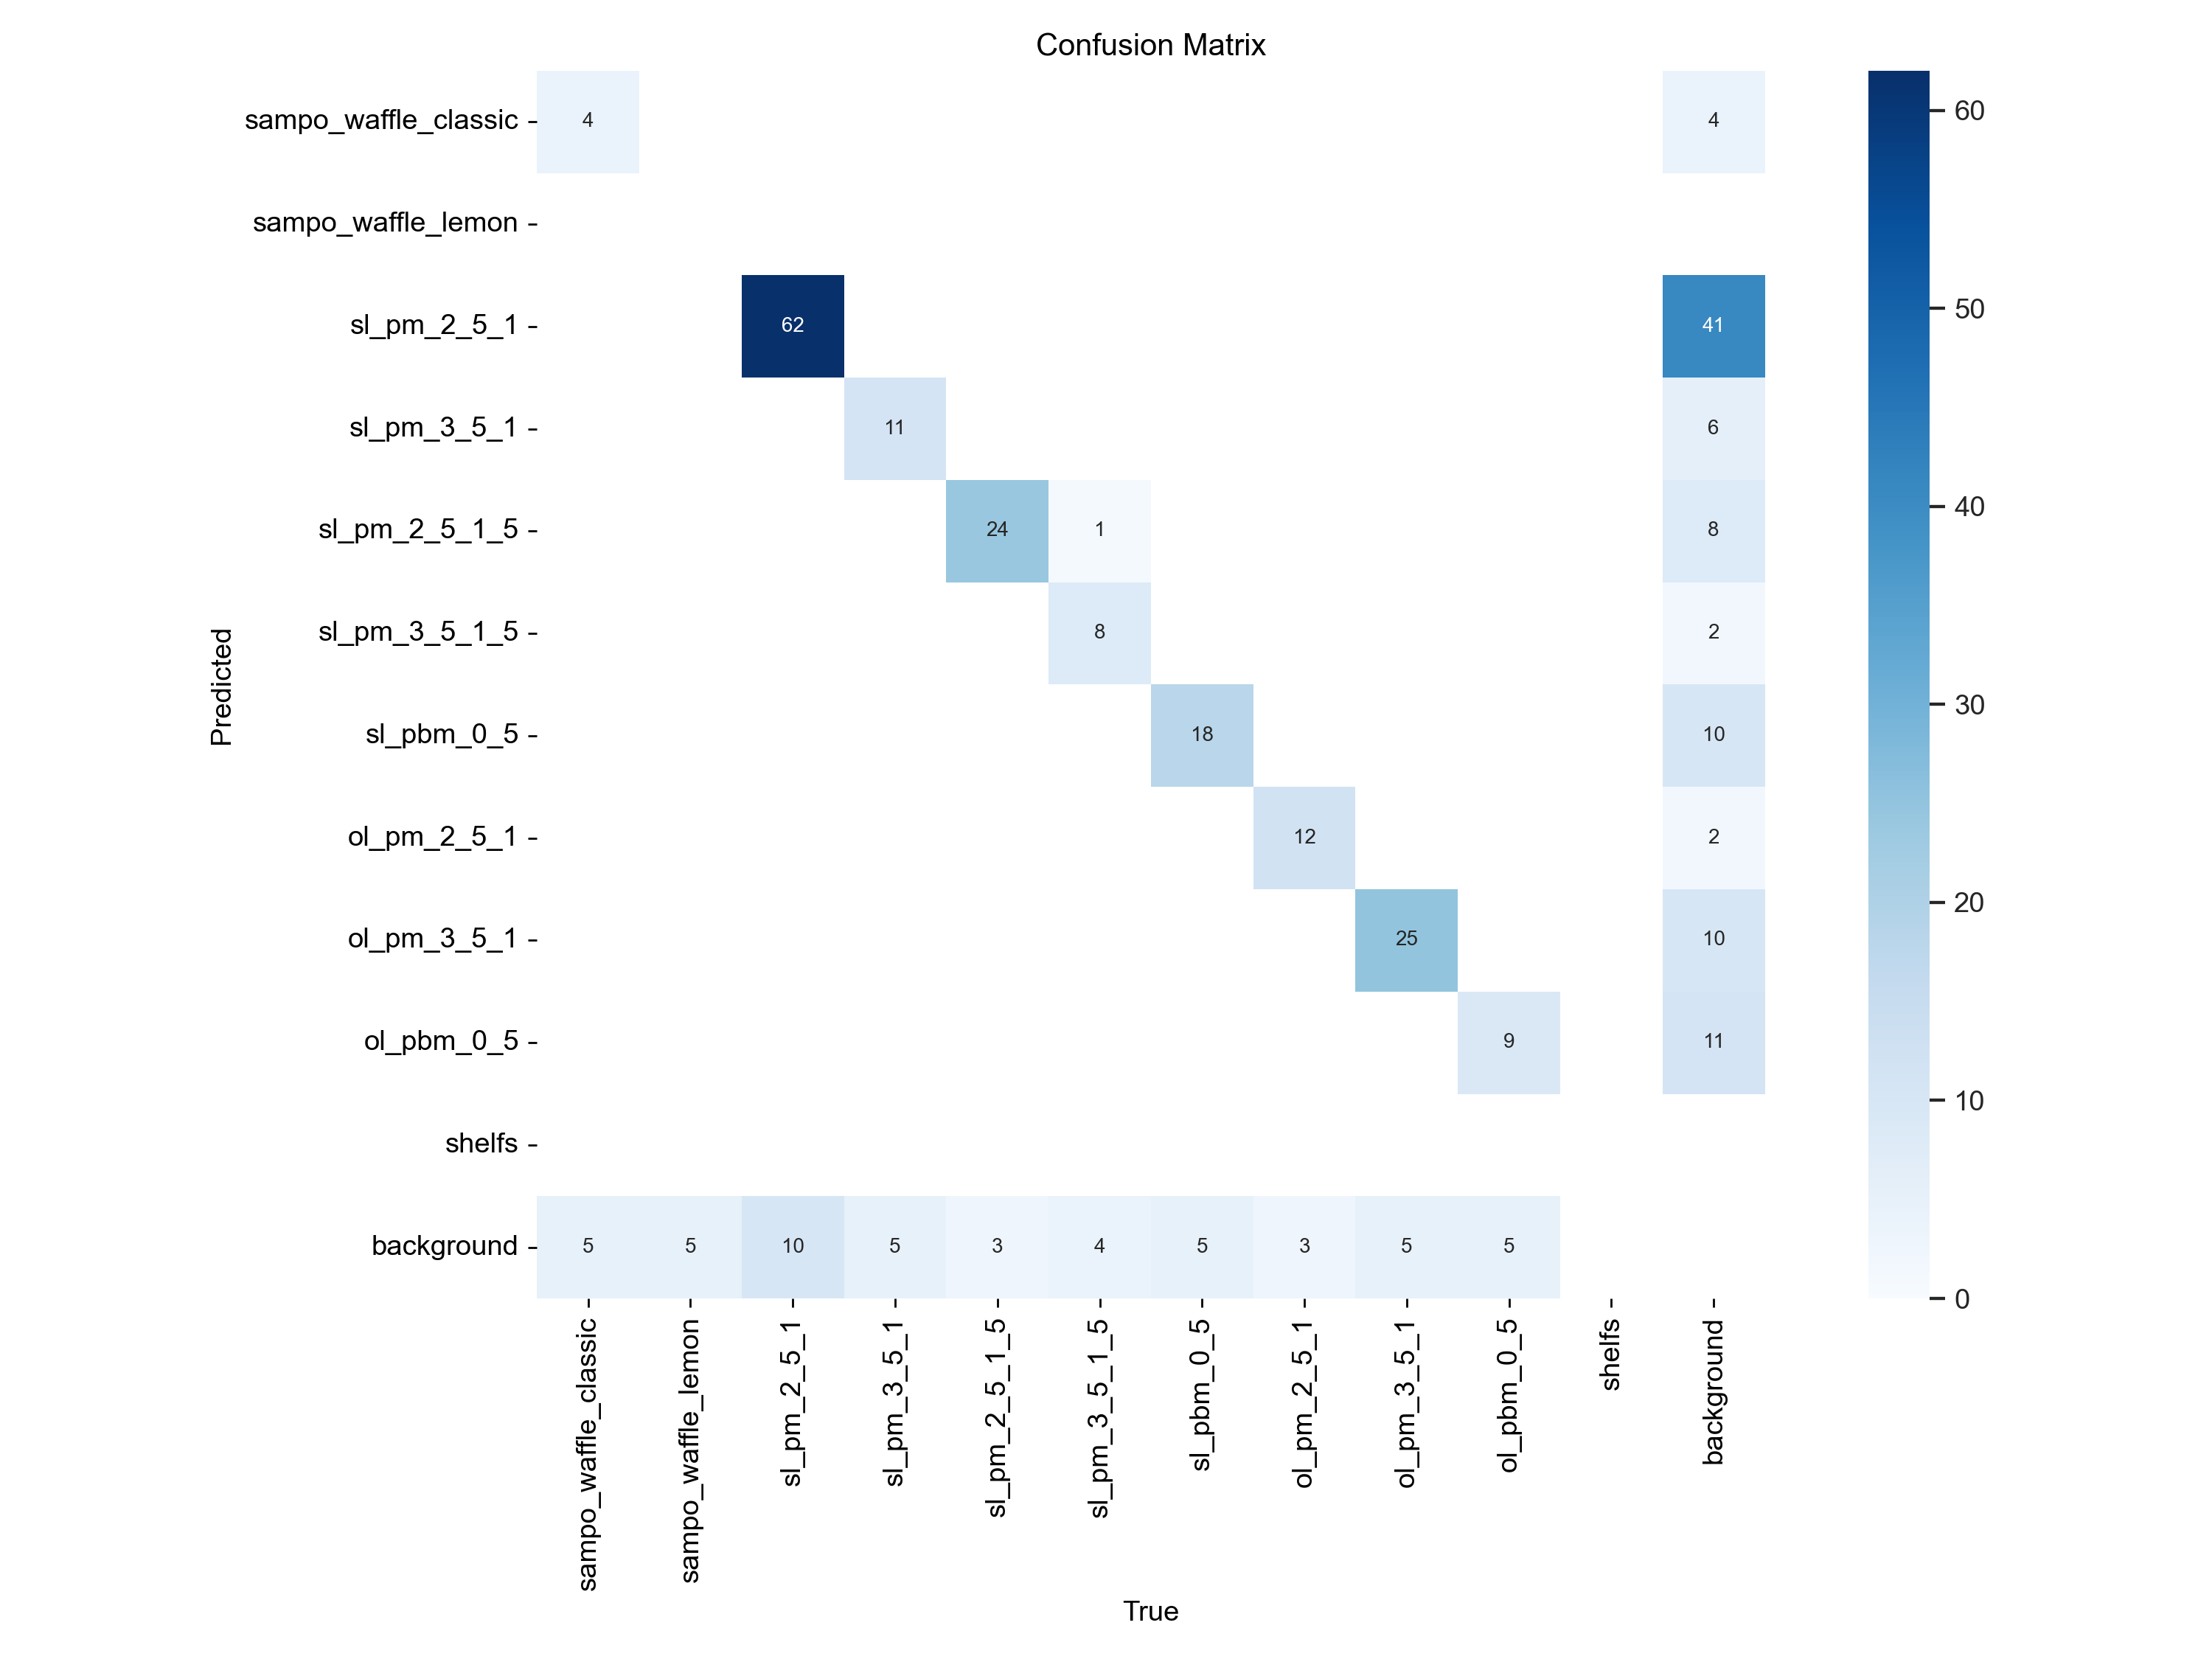 Confusion Matrix
sampo_waffle_classic 4 4
sampo_waffle_lemon
sl_pm_2_5_1 62 41
sl_pm_3_5_1 11 6
sl_pm_2_5_1_5 24 1 8
sl_pm_3_5_1_5 8 2
sl_pbm_0_5 18 10
ol_pm_2_5_1 12 2
ol_pm_3_5_1 25 10
ol_pbm_0_5 9 11
shelfs
background 5 5 10 5 3 4 5 3 5 5
Predicted
sampo_waffle_classic
sampo_waffle_lemon
sl_pm_2_5_1
sl_pm_3_5_1
sl_pm_2_5_1_5
sl_pm_3_5_1_5
sl_pbm_0_5
ol_pm_2_5_1
ol_pm_3_5_1
ol_pbm_0_5
shelfs
background
True
60
50
40
30
20
10
0